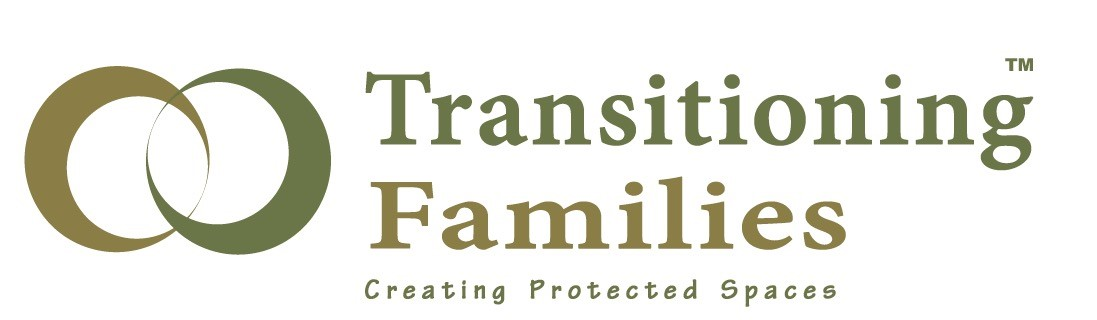 Transitioning™
Families
Creating Protected Spaces